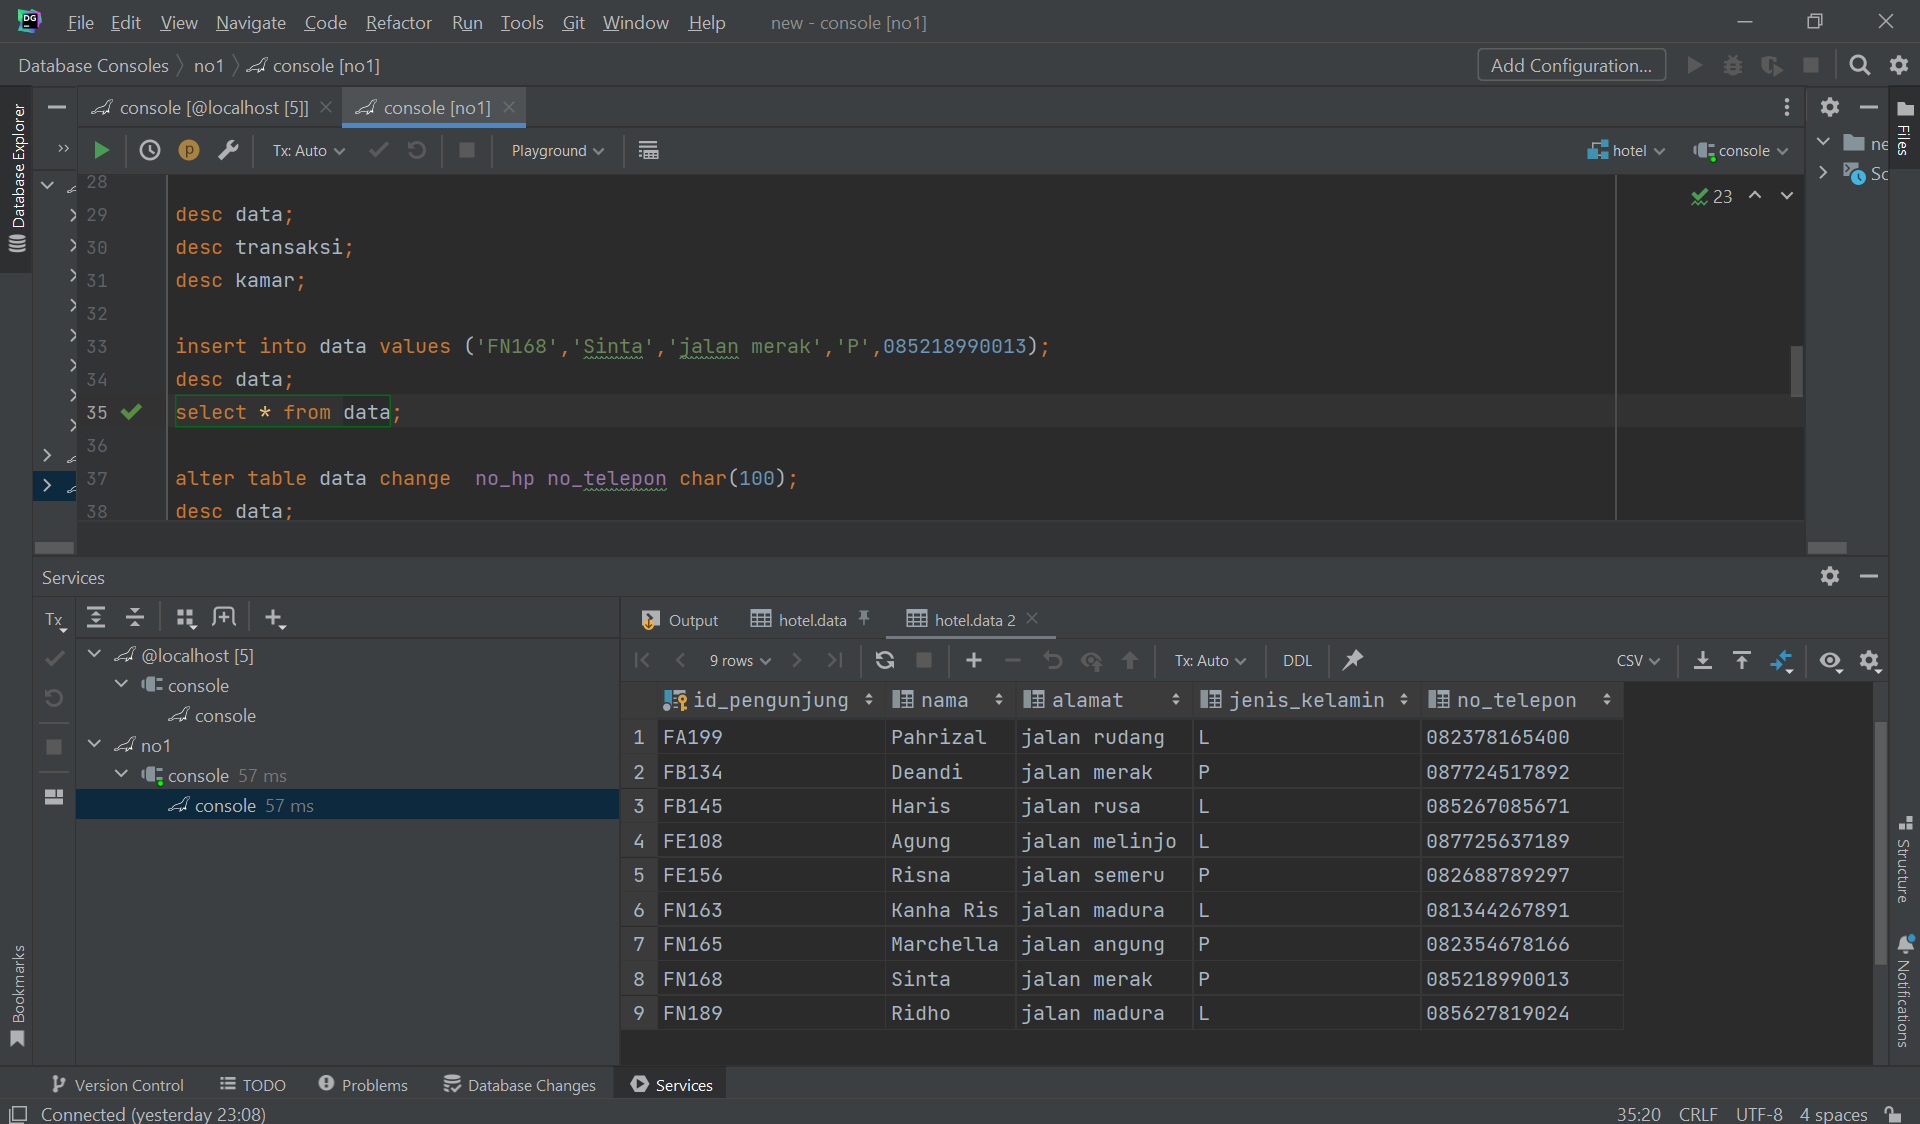 DG File Edit View Navigate Code Refactor Run Tools Git Window Help new - console [no1]
Database Consoles no1 console [no1] Add Configuration...
console [@localhost [5]] console [no1]
Tx: Auto Playground hotel console
Database Explorer
Files
ne
Sc
23
28
29 desc data;
30 desc transaksi;
31 desc kamar;
32
33 insert into data values ('FN168','Sinta','jalan merak','P',085218990013);
34 desc data;
35 select * from data;
36
37 alter table data change  no_hp no_telepon char(100);
38 desc data;
Services
Tx
@localhost [5]
console
console
no1
console 57 ms
console 57 ms
Output hotel.data hotel.data 2
9 rows Tx: Auto DDL CSV
id_pengunjung nama alamat jenis_kelamin no_telepon
1 FA199 Pahrizal jalan rudang L 082378165400
2 FB134 Deandi jalan merak P 087724517892
3 FB145 Haris jalan rusa L 085267085671
4 FE108 Agung jalan melinjo L 087725637189
5 FE156 Risna jalan semeru P 082688789297
6 FN163 Kanha Ris jalan madura L 081344267891
7 FN165 Marchella jalan angung P 082354678166
8 FN168 Sinta jalan merak P 085218990013
9 FN189 Ridho jalan madura L 085627819024
Structure
Notifications
Bookmarks
Version Control TODO Problems Database Changes Services
Connected (yesterday 23:08) 35:20 CRLF UTF-8 4 spaces